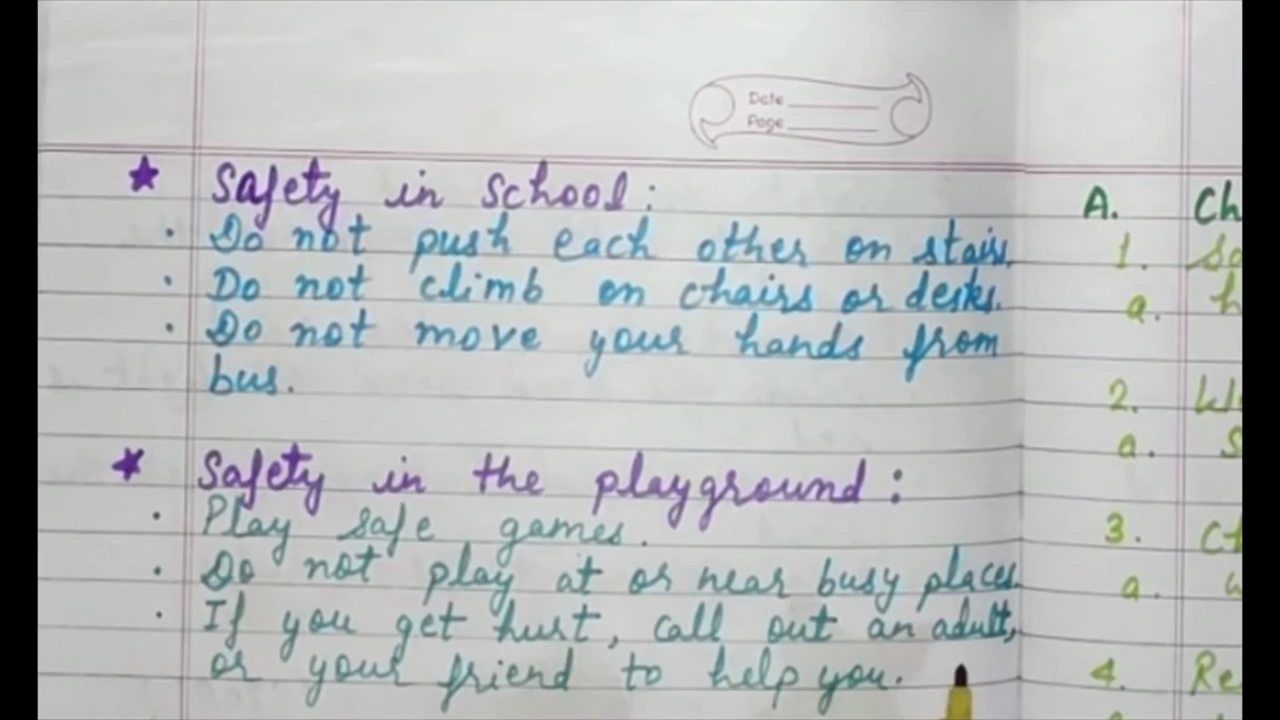 Date
Page
★ Safety in School:
· Do not push each other on stairs.
· Do not climb on chairs or desks.
· Do not move your hands from
bus.
★ Safety in the playground:
· Play safe games.
· Do not play at or near busy places.
· If you get hurt, call out an adult,
or your friend to help you.
A.
1.
a.
2.
a.
3.
a.
4.